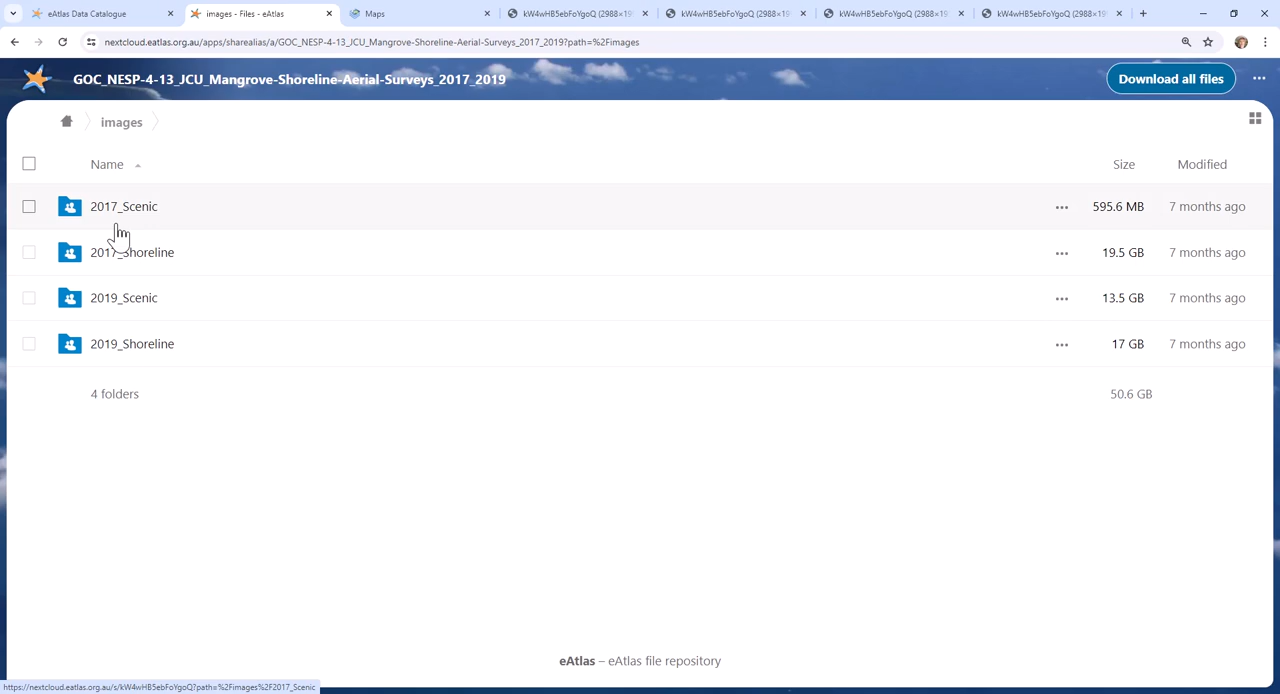 eAtlas Data Catalogue
images - Files - eAtlas
Maps
kW4wHB5ebFoYgoQ (2988×19
kW4wHB5ebFoYgoQ (2988×19
kW4wHB5ebFoYgoQ (2988×19
kW4wHB5ebFoYgoQ (2988×19
nextcloud.eatlas.org.au/apps/sharealias/a/GOC_NESP-4-13_JCU_Mangrove-Shoreline-Aerial-Surveys_2017_2019?path=%2Fimages
GOC_NESP-4-13_JCU_Mangrove-Shoreline-Aerial-Surveys_2017_2019
Download all files
images
Name Size Modified
2017_Scenic 595.6 MB 7 months ago
2017_Shoreline 19.5 GB 7 months ago
2019_Scenic 13.5 GB 7 months ago
2019_Shoreline 17 GB 7 months ago
4 folders 50.6 GB
eAtlas – eAtlas file repository
https://nextcloud.eatlas.org.au/s/kW4wHB5ebFoYgoQ?path=%2Fimages%2F2017_Scenic